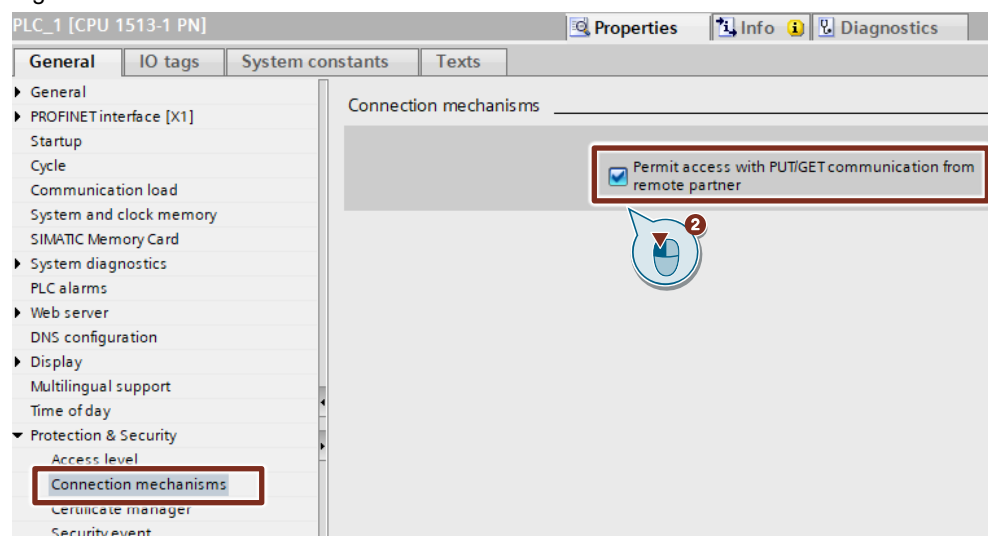 PLC_1 [CPU 1513-1 PN]
Properties
Info
Diagnostics
General
IO tags
System constants
Texts
General
PROFINET interface [X1]
Startup
Cycle
Communication load
System and clock memory
SIMATIC Memory Card
System diagnostics
PLC alarms
Web server
DNS configuration
Display
Multilingual support
Time of day
Protection & Security
Access level
Connection mechanisms
Certificate manager
Security event
Connection mechanisms
Permit access with PUT/GET communication from
remote partner
2